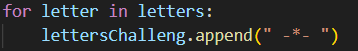 for letter in letters:
    lettersChalleng.append(" -*- ")